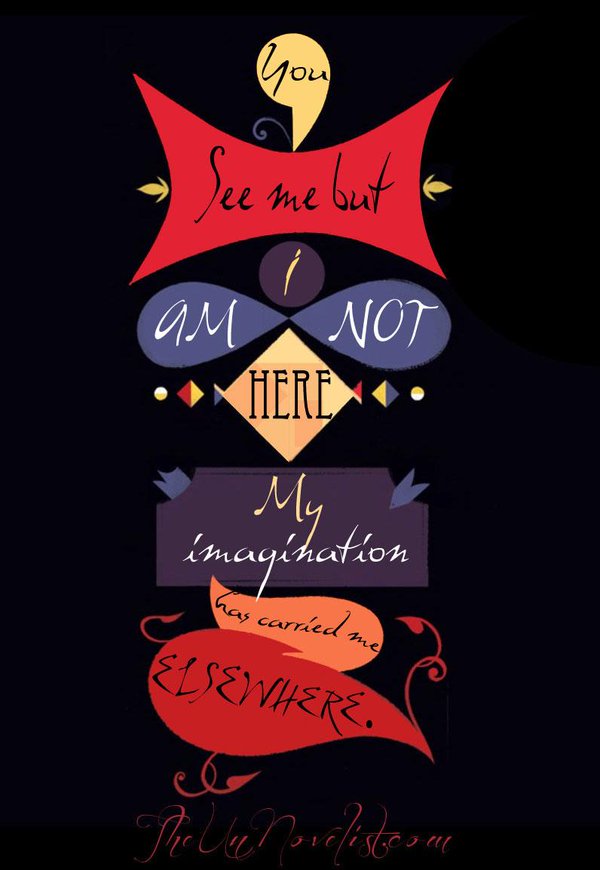 You
See me but
i
AM NOT
HERE
My
imagination
has carried me
ELSEWHERE.
TheUnNovelist.com